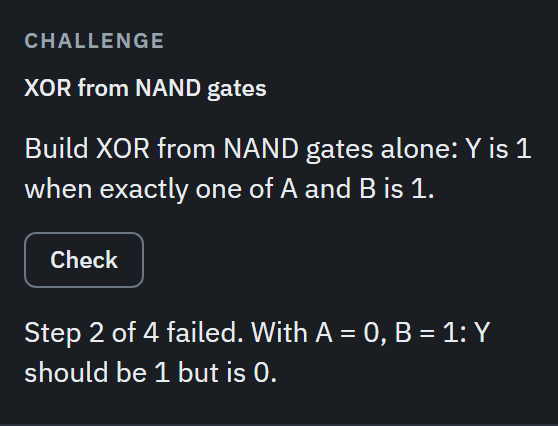 CHALLENGE
XOR from NAND gates
Build XOR from NAND gates alone: Y is 1
when exactly one of A and B is 1.
Check
Step 2 of 4 failed. With A = 0, B = 1: Y
should be 1 but is 0.